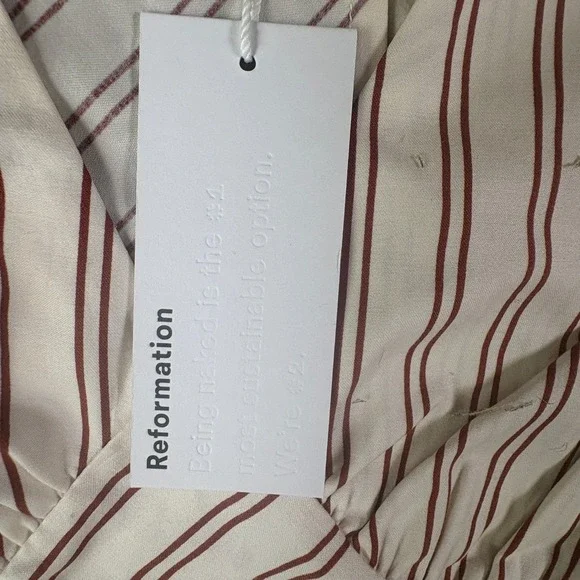 Reformation
Being naked is the #1
most sustainable option.
We're #2.